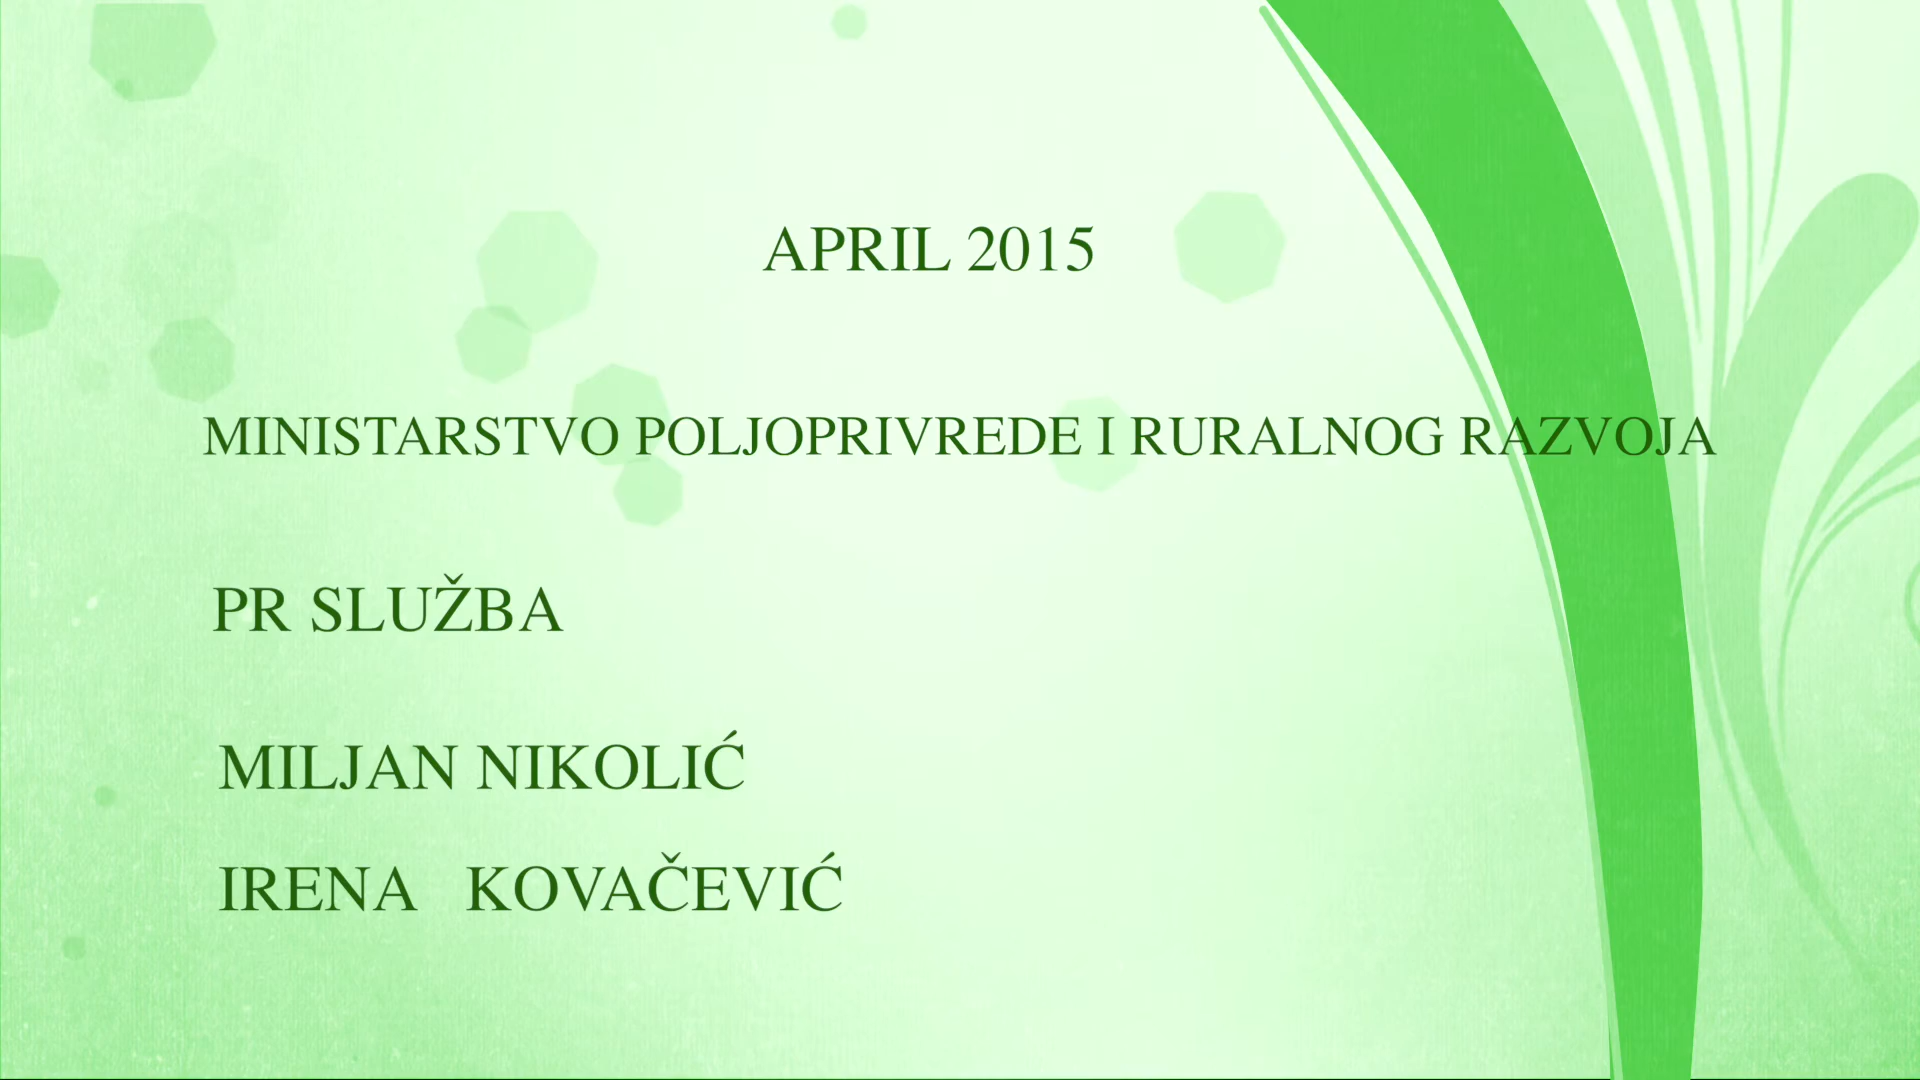 APRIL 2015
MINISTARSTVO POLJOPRIVREDE I RURALNOG RAZVOJA
PR SLUŽBA
MILJAN NIKOLIĆ
IRENA KOVAČEVIĆ